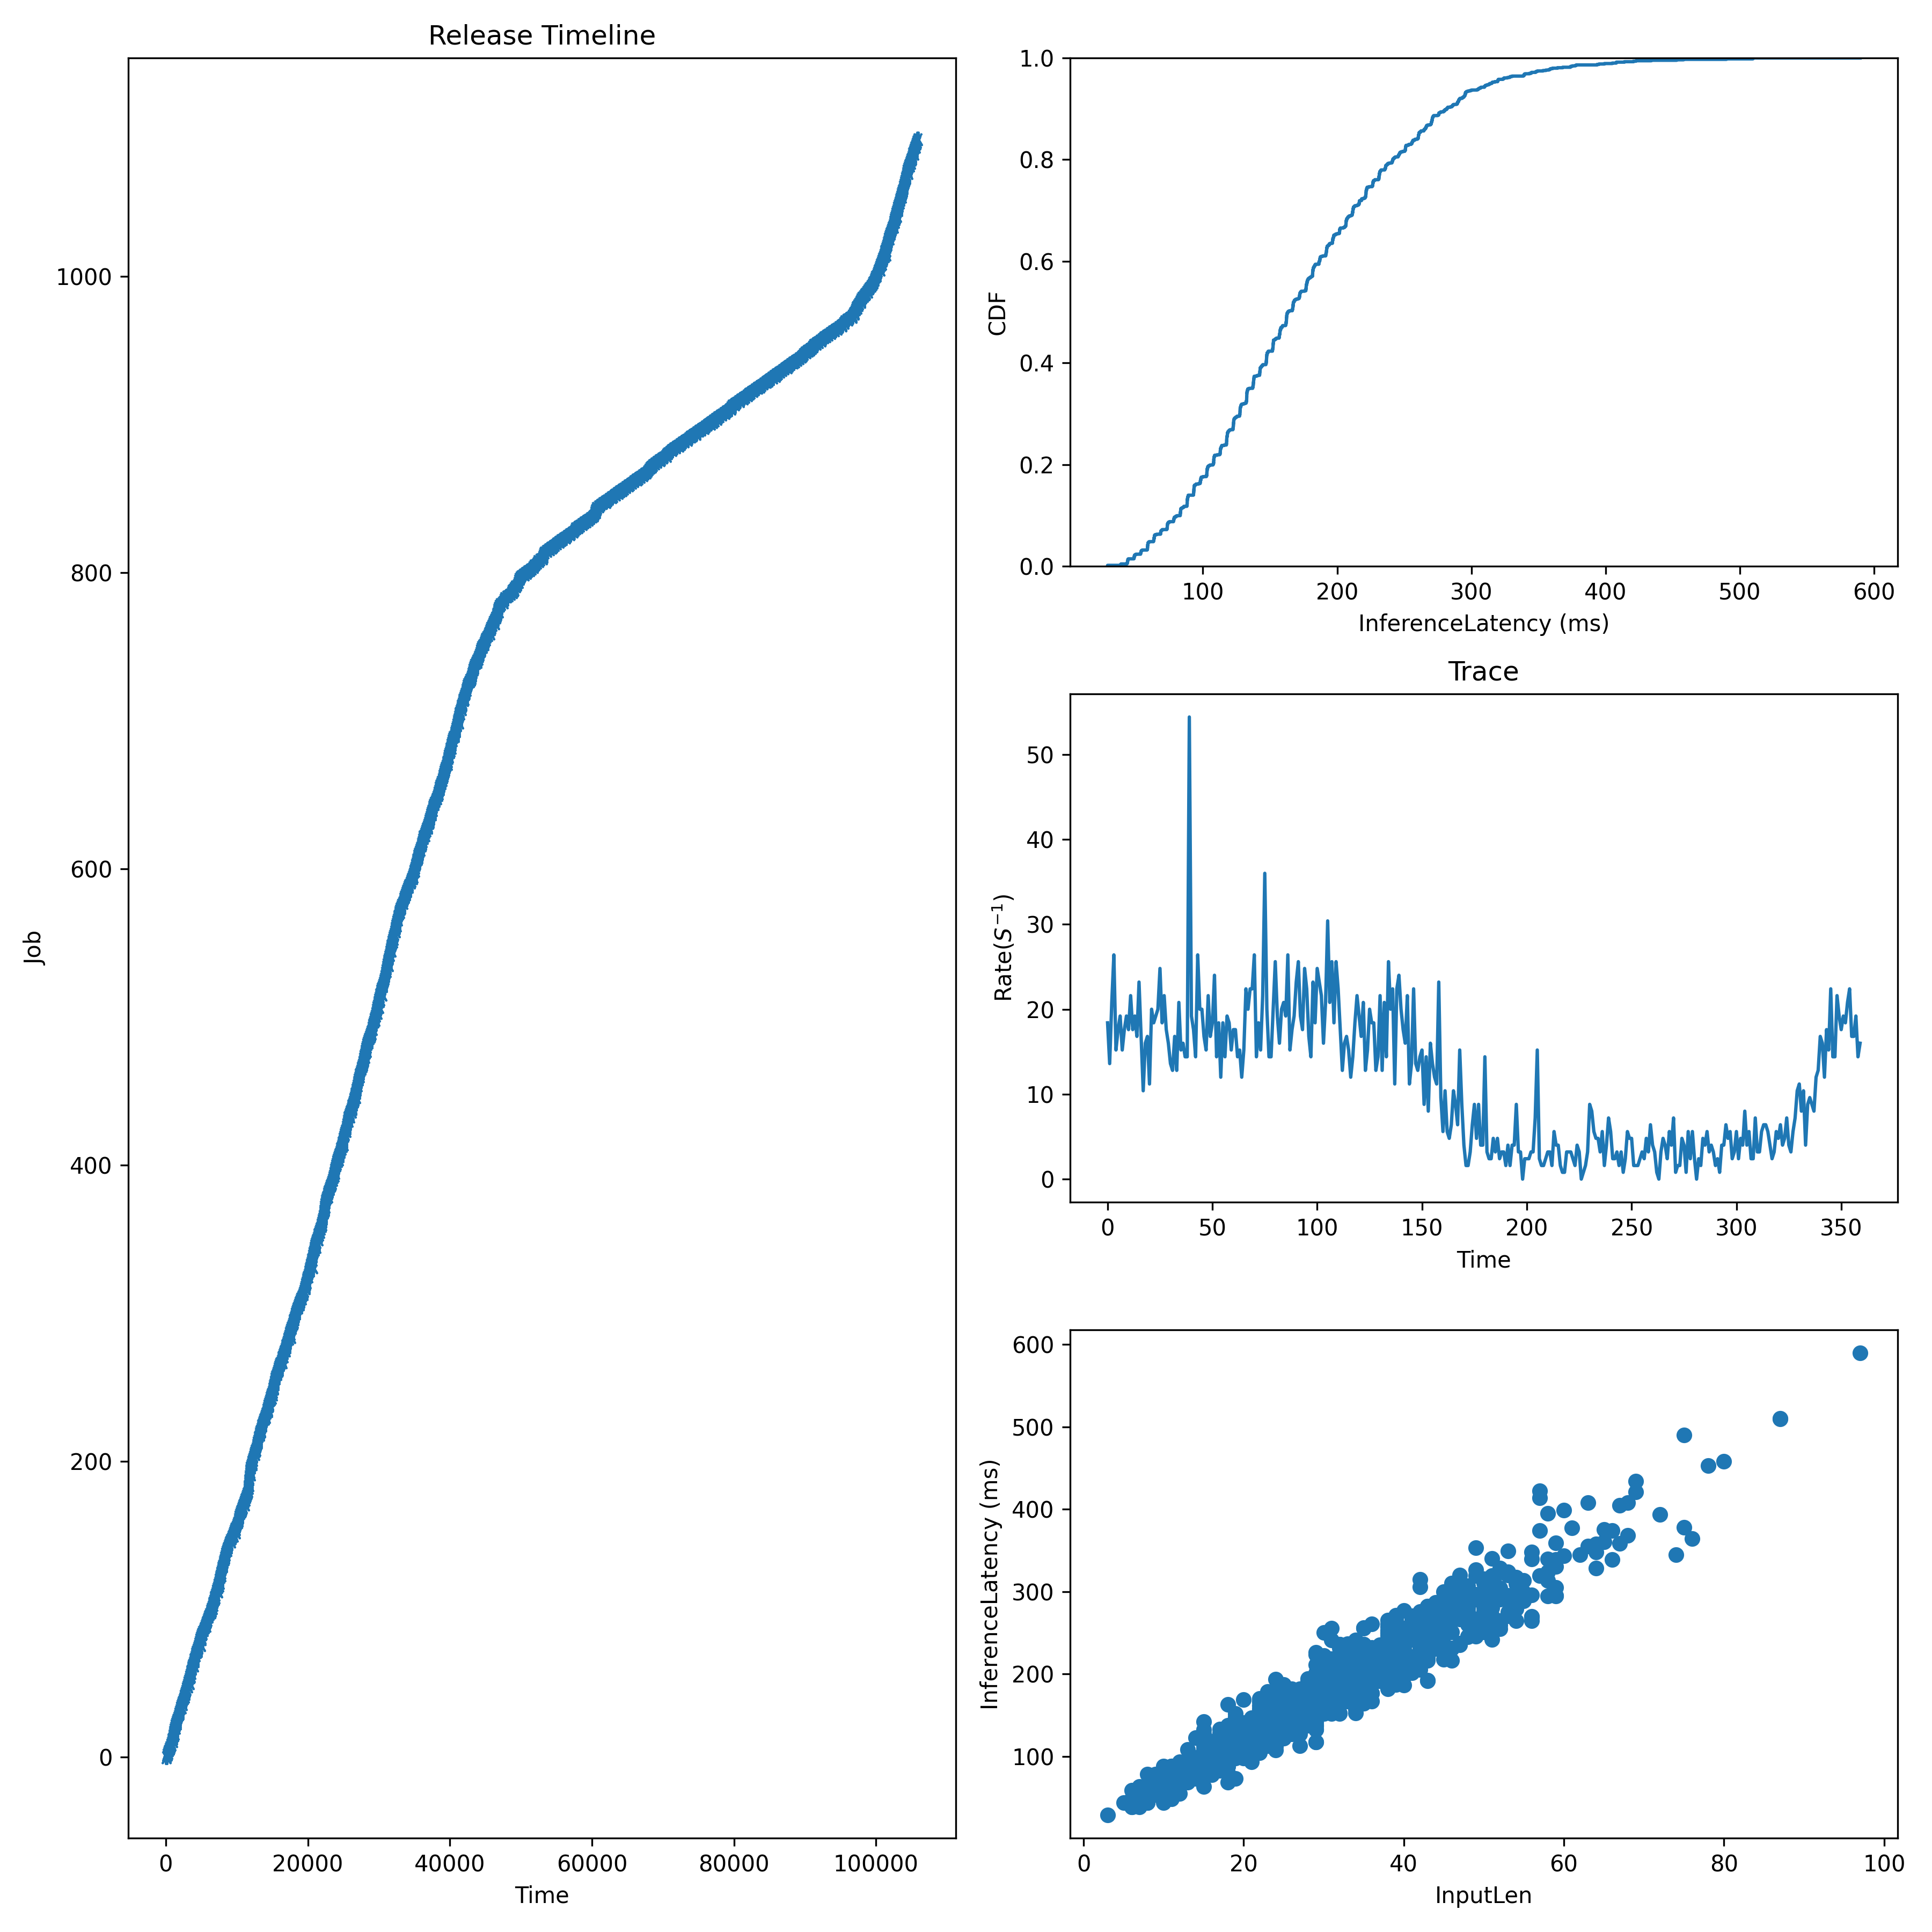 Release Timeline
1000
800
600
400
200
0
Job
0 20000 40000 60000 80000 100000
Time
1.0
0.8
0.6
0.4
0.2
0.0
CDF
100 200 300 400 500 600
InferenceLatency (ms)
Trace
50
40
30
20
10
0
Rate(S⁻¹)
0 50 100 150 200 250 300 350
Time
600
500
400
300
200
100
InferenceLatency (ms)
0 20 40 60 80 100
InputLen